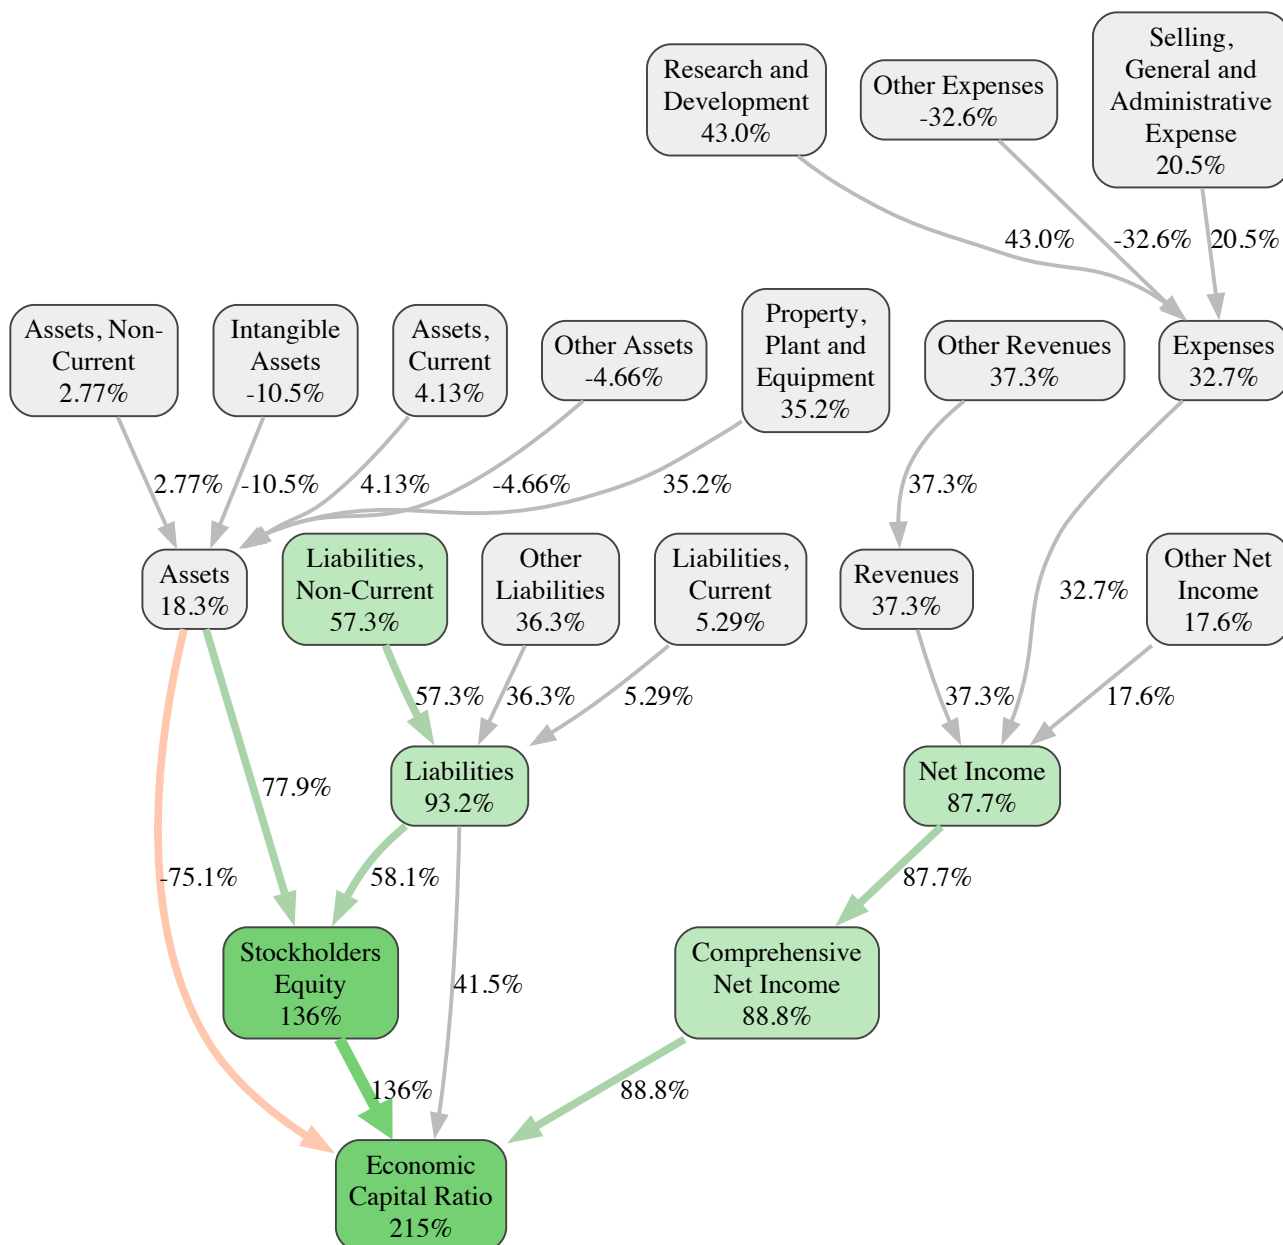 Selling,
General and
Administrative
Expense
20.5%
Research and
Development
43.0%
Other Expenses
-32.6%
43.0%
-32.6%
20.5%
Assets, Non-
Current
2.77%
Intangible
Assets
-10.5%
Assets,
Current
4.13%
Other Assets
-4.66%
Property,
Plant and
Equipment
35.2%
Other Revenues
37.3%
Expenses
32.7%
2.77%
-10.5%
4.13%
-4.66%
35.2%
37.3%
Assets
18.3%
Liabilities,
Non-Current
57.3%
Other
Liabilities
36.3%
Liabilities,
Current
5.29%
Revenues
37.3%
32.7%
Other Net
Income
17.6%
57.3%
36.3%
5.29%
37.3%
17.6%
77.9%
Liabilities
93.2%
Net Income
87.7%
-75.1%
58.1%
87.7%
Stockholders
Equity
136%
41.5%
Comprehensive
Net Income
88.8%
136%
88.8%
Economic
Capital Ratio
215%